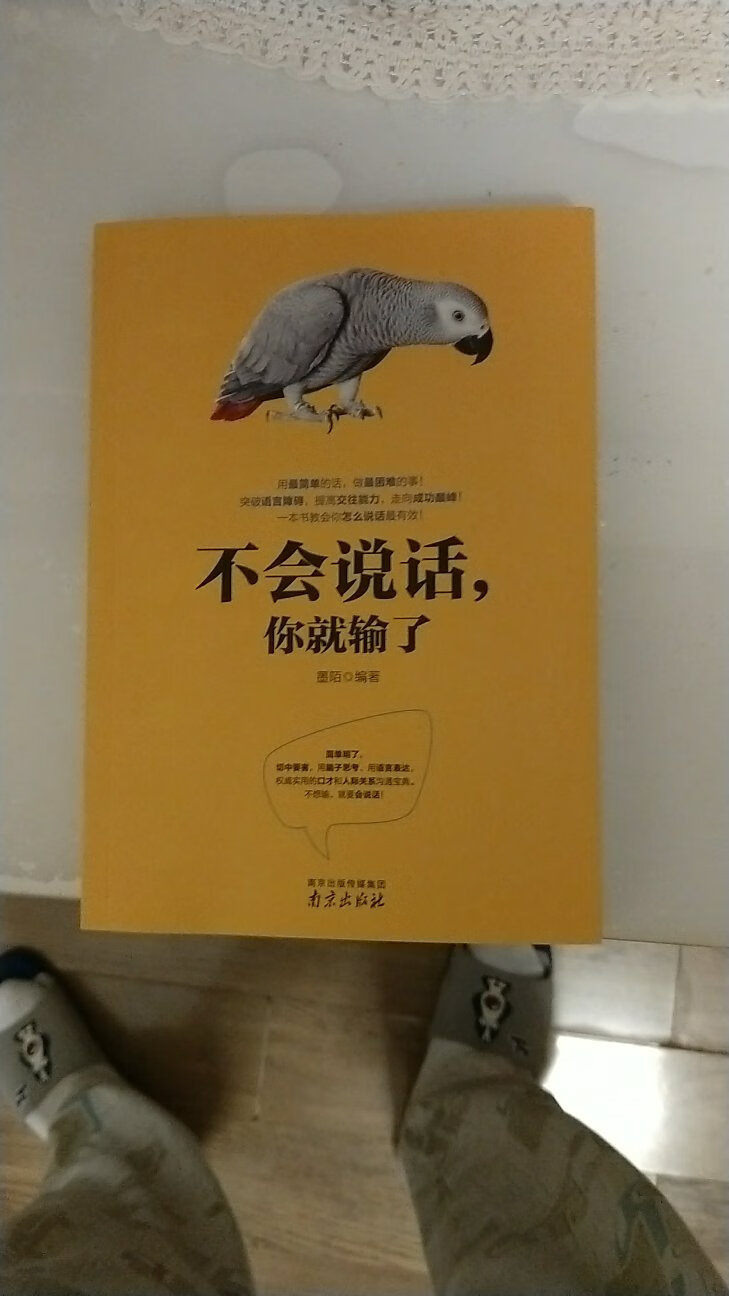 用最简单的话，做最困难的事！
突破语言障碍，提高交往能力，走向成功巅峰！
一本书教会你怎么说话最有效！
不会说话，
你就输了
墨陌◎编著
简单明了，
切中要害，用脑子思考，用语言表达，
权威实用的口才和人际关系沟通宝典。
不想输，就要会说话！
南京出版传媒集团
南京出版社